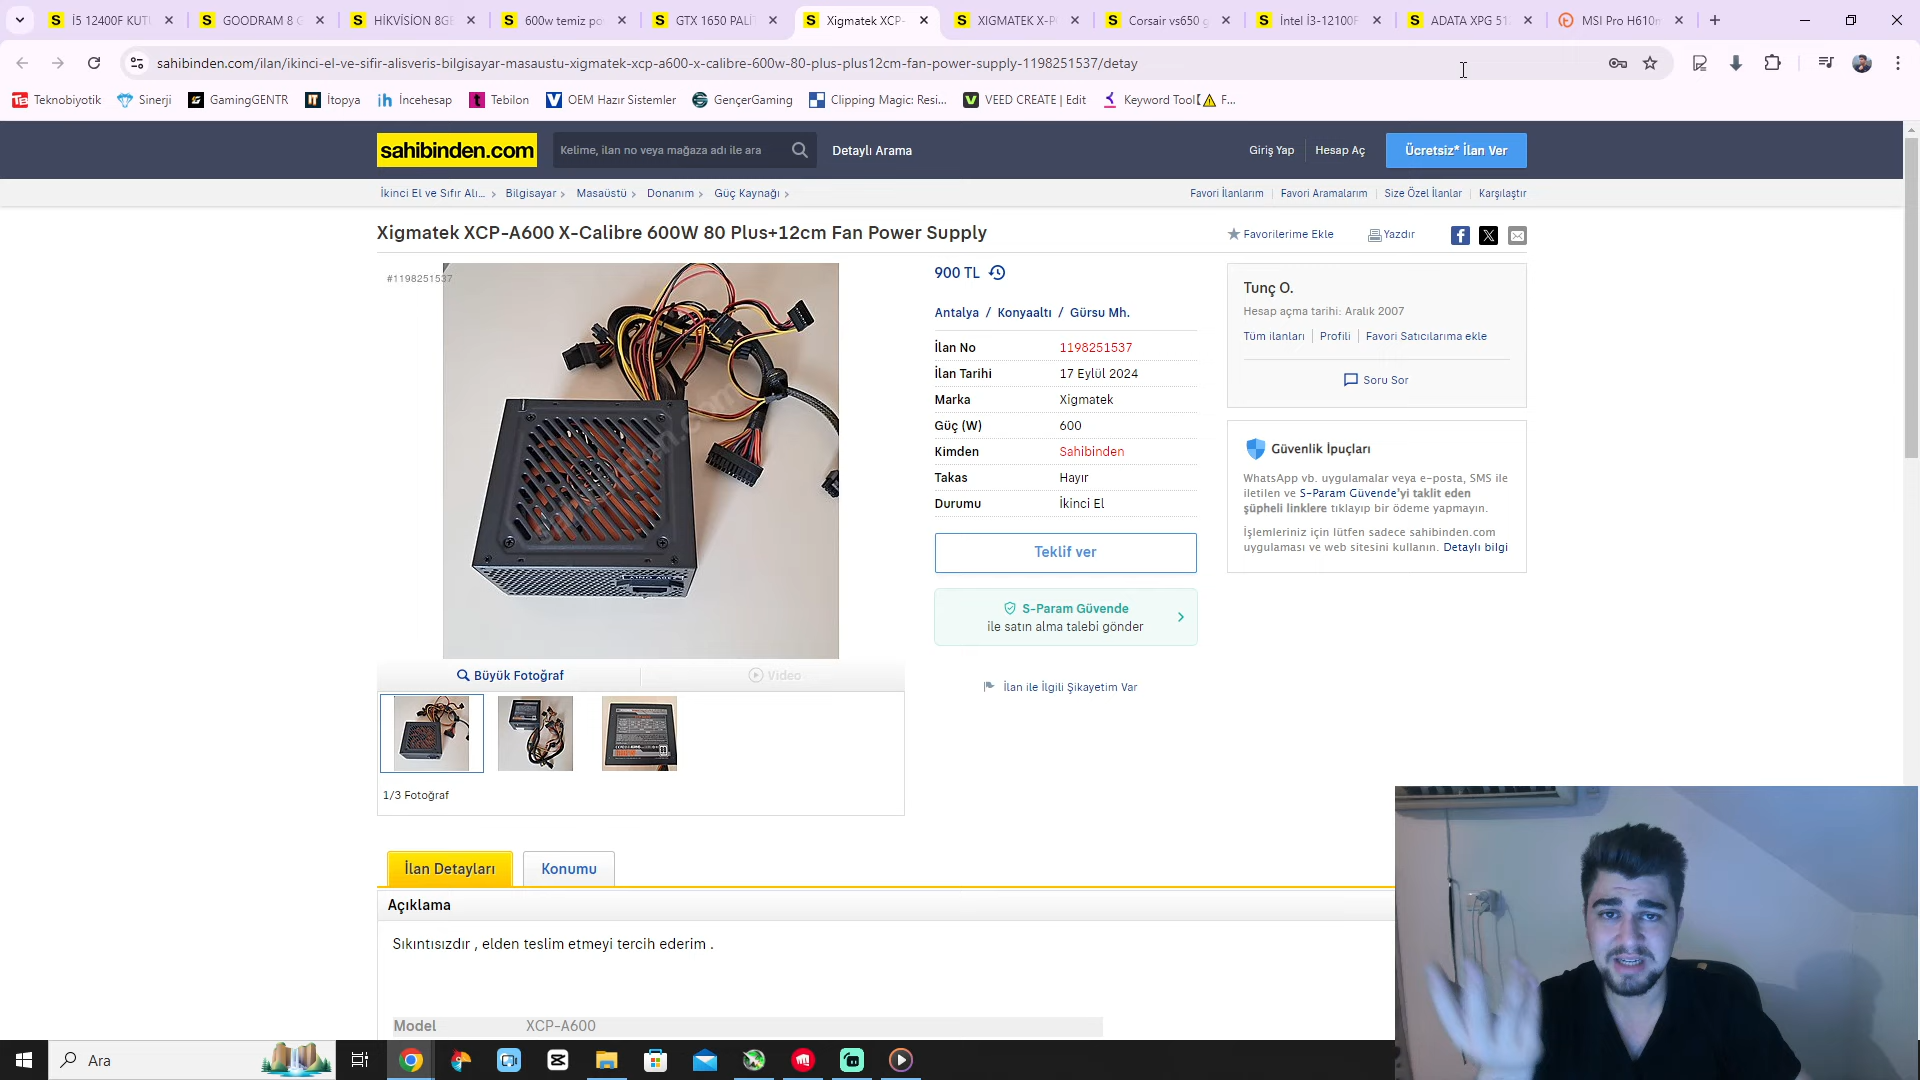 İ5 12400F KUT
GOODRAM 8 G
HİKVİSİON 8GB
600w temiz po
GTX 1650 PALİT
Xigmatek XCP-
XIGMATEK X-P
Corsair vs650 g
İntel İ3-12100F
ADATA XPG 51
MSI Pro H610m
sahibinden.com/ilan/ikinci-el-ve-sifir-alisveris-bilgisayar-masaustu-xigmatek-xcp-a600-x-calibre-600w-80-plus-plus12cm-fan-power-supply-1198251537/detay
Teknobiyotik
Sinerji
GamingGENTR
İtopya
İncehesap
Tebilon
OEM Hazır Sistemler
GençerGaming
Clipping Magic: Resi...
VEED CREATE | Edit
Keyword Tool【⚠ F...
sahibinden.com
Kelime, ilan no veya mağaza adı ile ara
Detaylı Arama
Giriş Yap
Hesap Aç
Ücretsiz* İlan Ver
İkinci El ve Sıfır Alı... > Bilgisayar > Masaüstü > Donanım > Güç Kaynağı >
Favori İlanlarım
Favori Aramalarım
Size Özel İlanlar
Karşılaştır
Xigmatek XCP-A600 X-Calibre 600W 80 Plus+12cm Fan Power Supply
Favorilerime Ekle
Yazdır
#1198251537
900 TL
Antalya / Konyaaltı / Gürsu Mh.
İlan No 1198251537
İlan Tarihi 17 Eylül 2024
Marka Xigmatek
Güç (W) 600
Kimden Sahibinden
Takas Hayır
Durumu İkinci El
Teklif ver
S-Param Güvende
ile satın alma talebi gönder
İlan ile İlgili Şikayetim Var
Tunç O.
Hesap açma tarihi: Aralık 2007
Tüm ilanları
Profili
Favori Satıcılarıma ekle
Soru Sor
Güvenlik İpuçları
WhatsApp vb. uygulamalar veya e-posta, SMS ile
iletilen ve S-Param Güvende'yi taklit eden
şüpheli linklere tıklayıp bir ödeme yapmayın.
İşlemleriniz için lütfen sadece sahibinden.com
uygulaması ve web sitesini kullanın. Detaylı bilgi
Büyük Fotoğraf
Video
1/3 Fotoğraf
İlan Detayları
Konumu
Açıklama
Sıkıntısızdır , elden teslim etmeyi tercih ederim .
Model XCP-A600
Ara